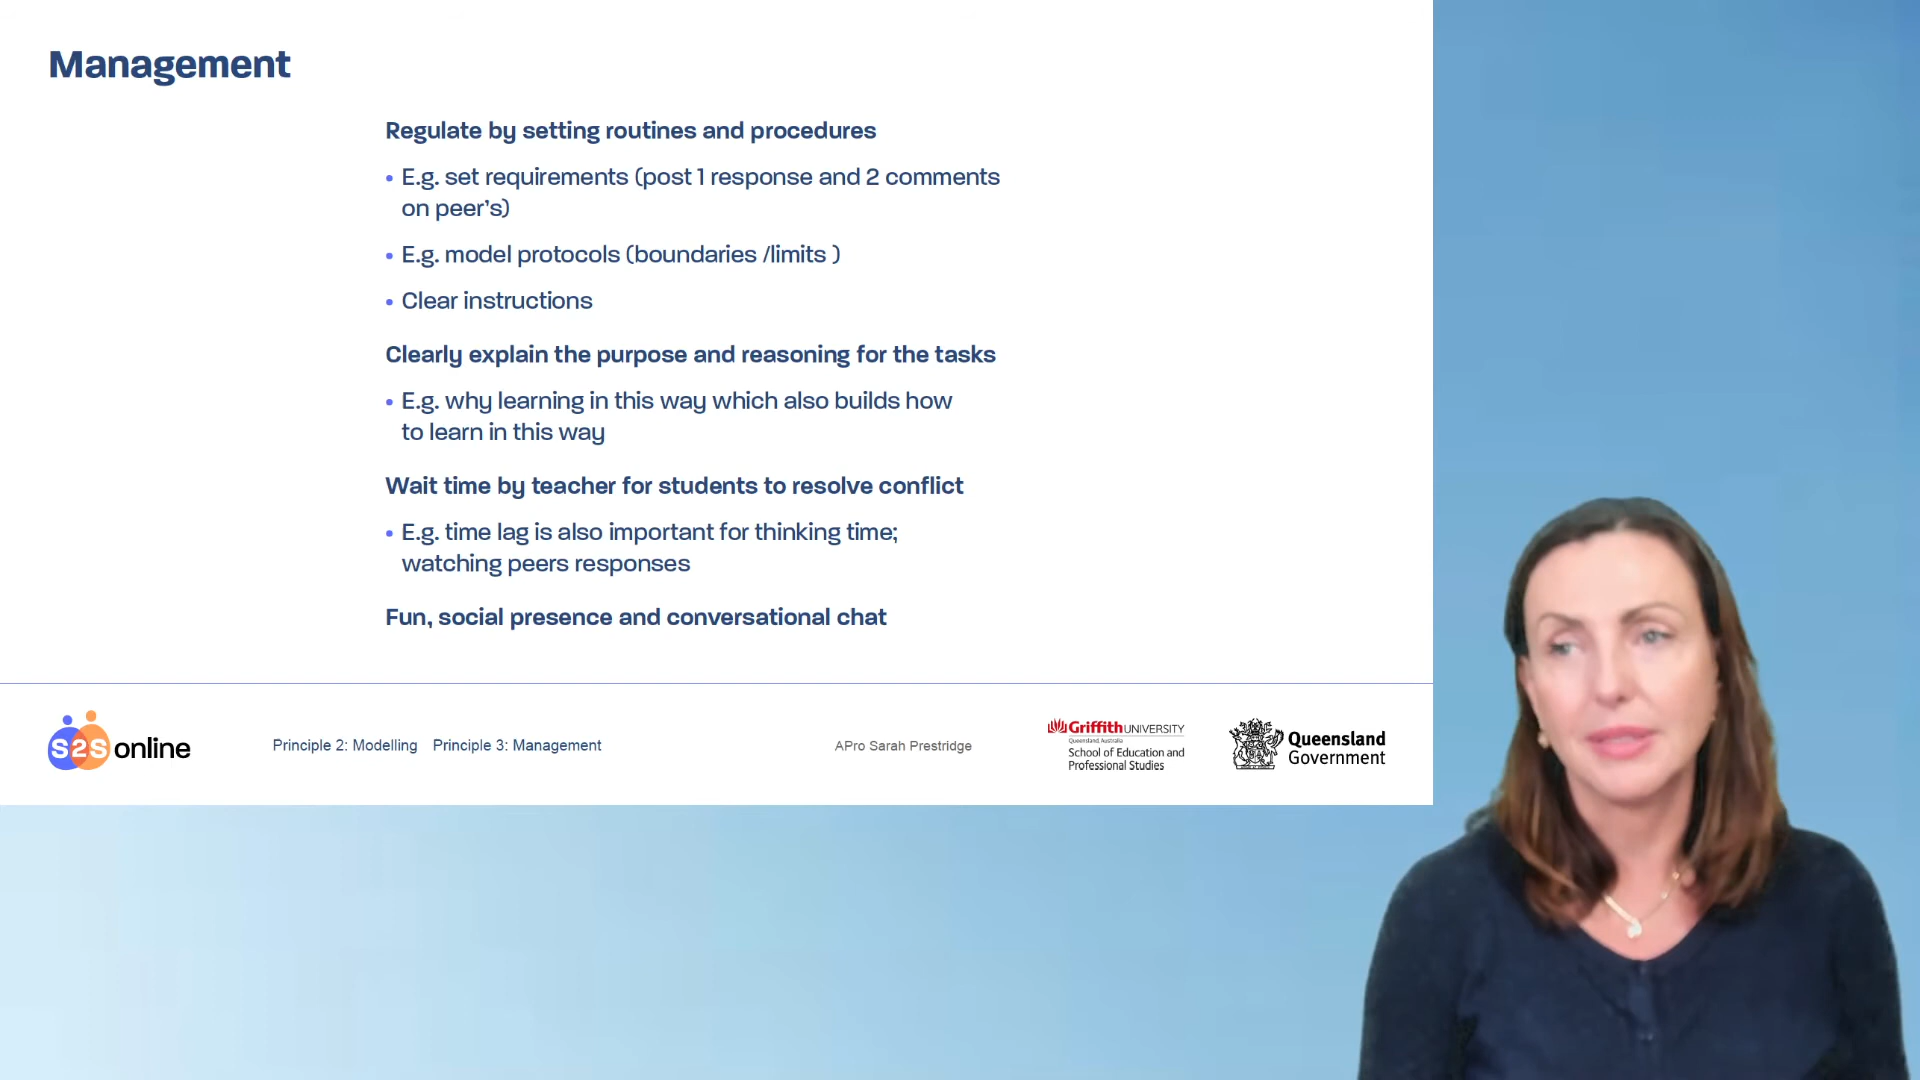 Management
Regulate by setting routines and procedures
• E.g. set requirements (post 1 response and 2 comments
on peer's)
• E.g. model protocols (boundaries /limits )
• Clear instructions
Clearly explain the purpose and reasoning for the tasks
• E.g. why learning in this way which also builds how
to learn in this way
Wait time by teacher for students to resolve conflict
• E.g. time lag is also important for thinking time;
watching peers responses
Fun, social presence and conversational chat
S2S online
Principle 2: Modelling Principle 3: Management
APro Sarah Prestridge
Griffith UNIVERSITY
Queensland, Australia
School of Education and
Professional Studies
Queensland
Government